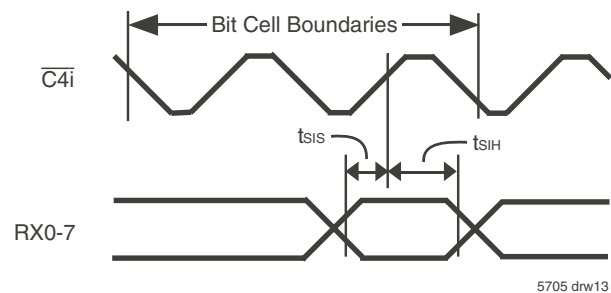 Bit Cell Boundaries
C4i
tSIS
tSIH
RX0-7
5705 drw13